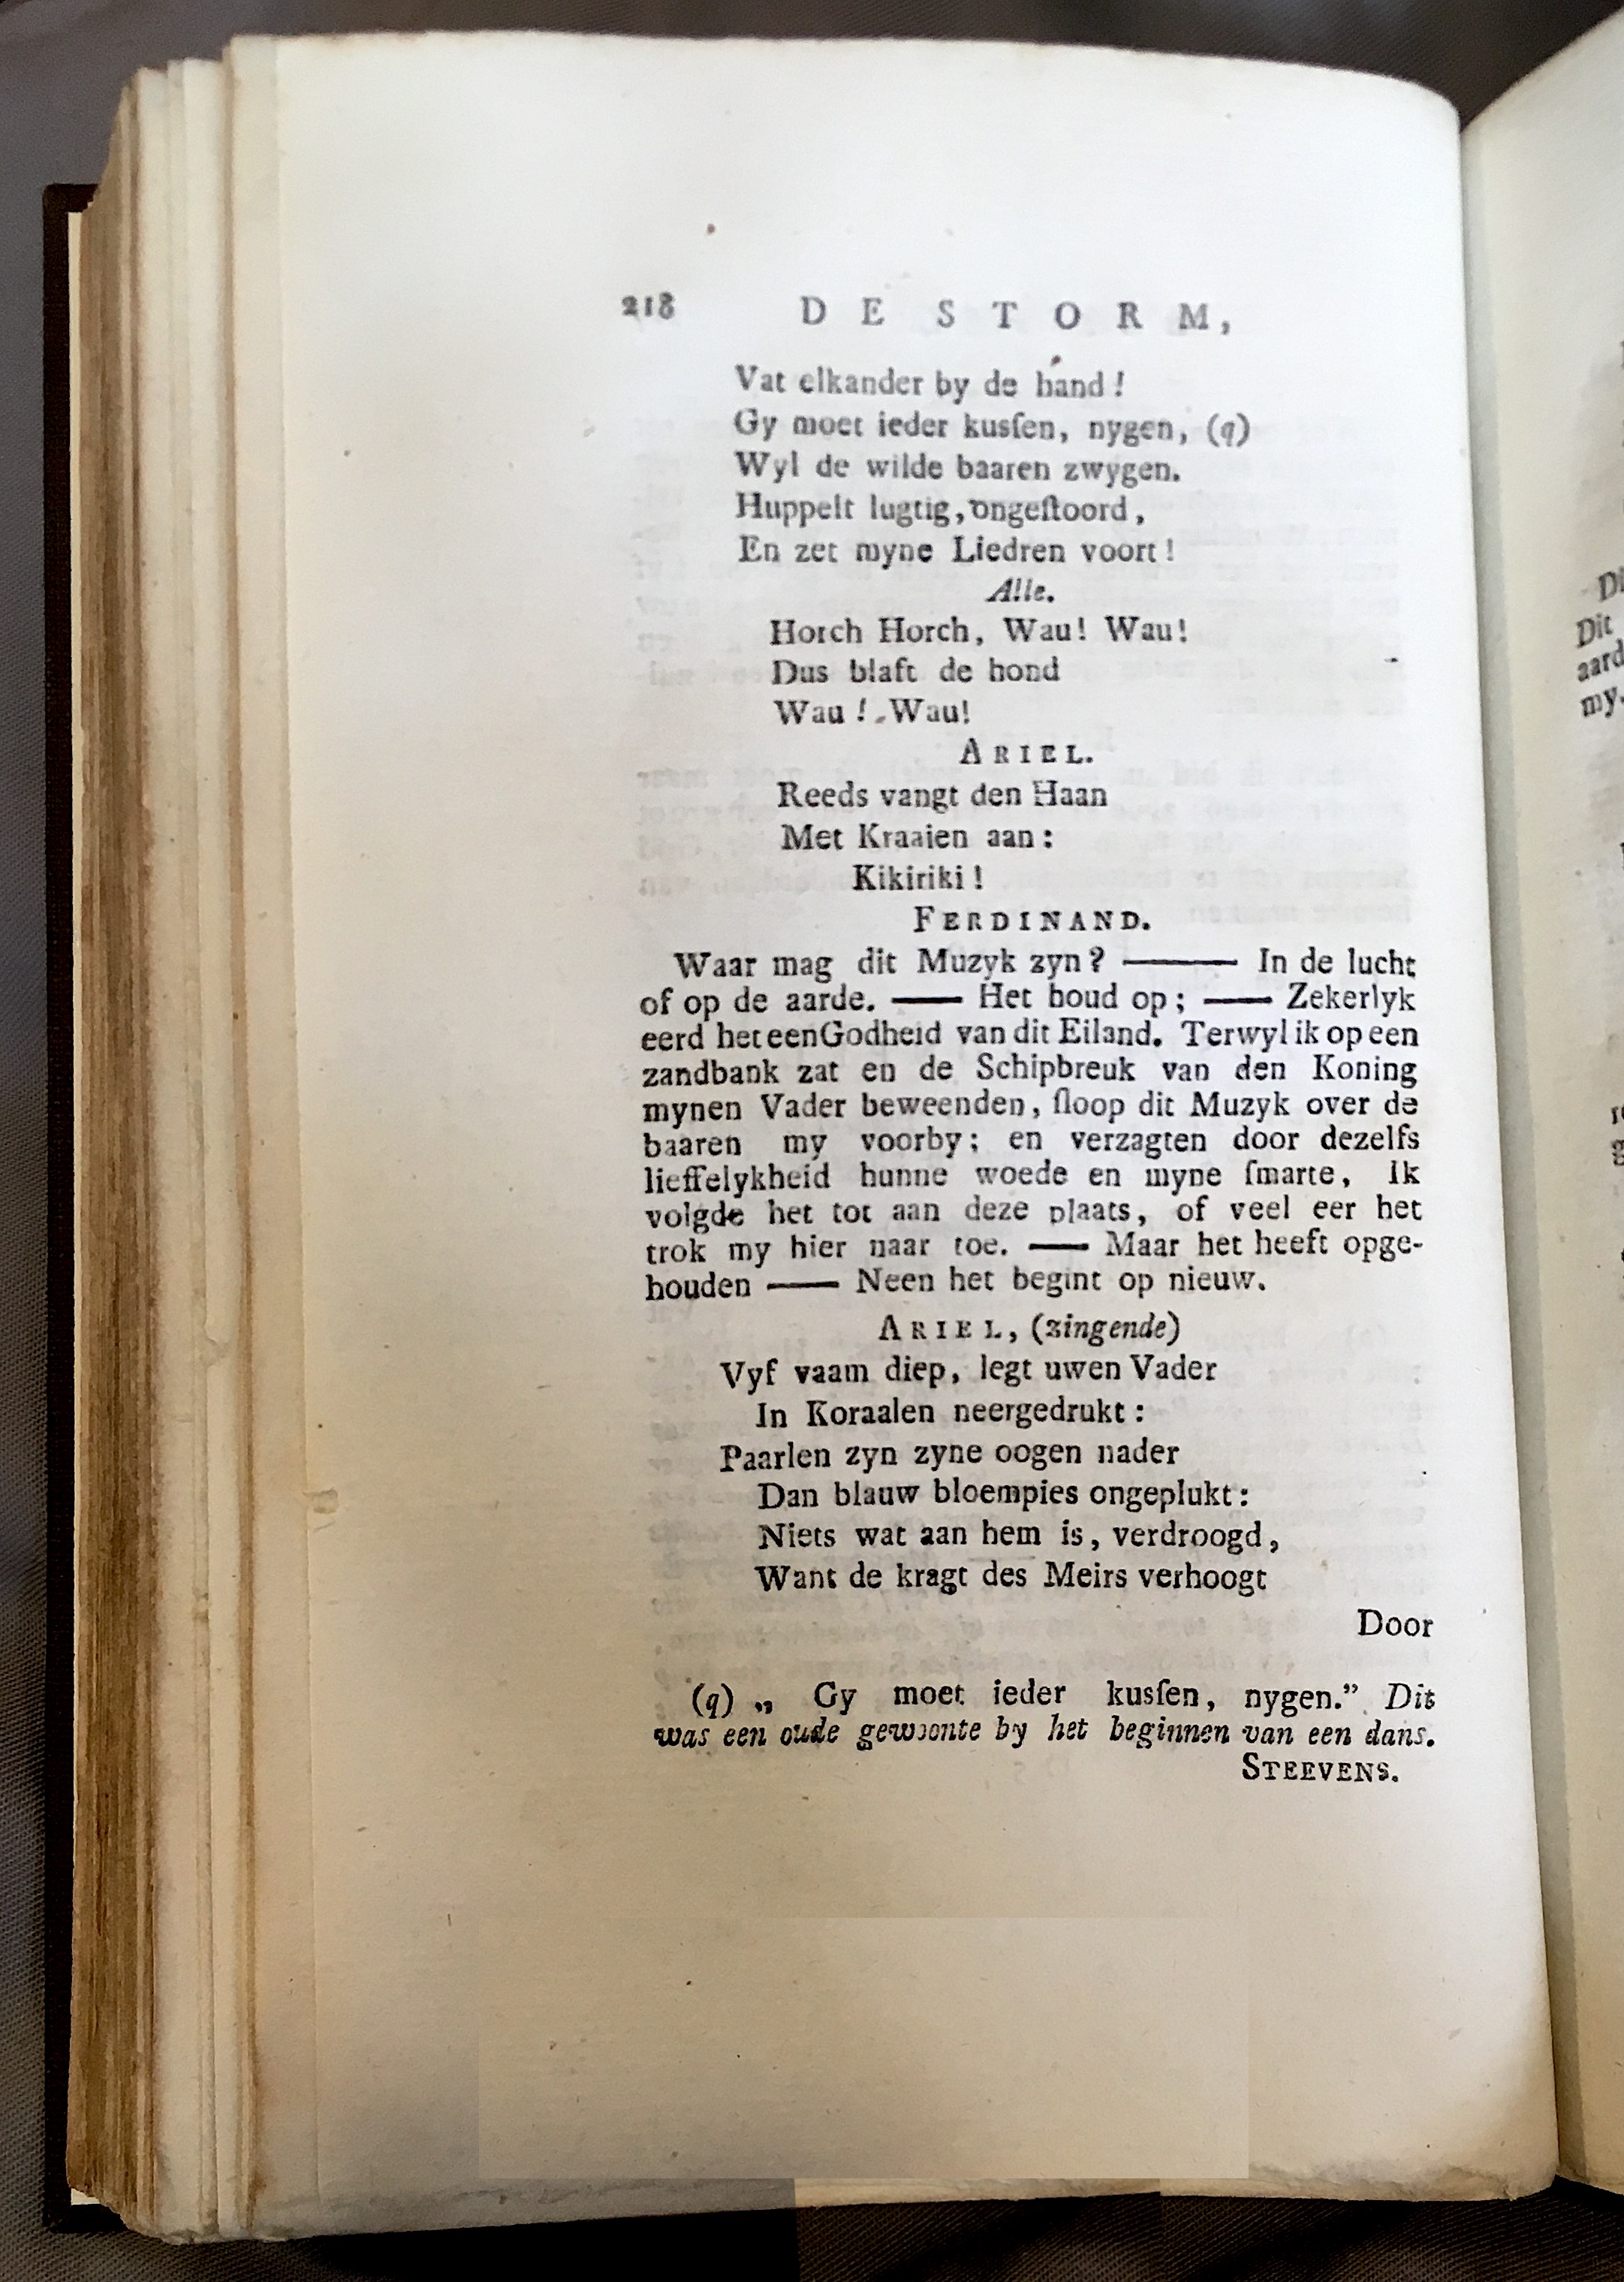 218 DE STORM,
Vat elkander by de hand!
Gy moet ieder kusſen, nygen, (q)
Wyl de wilde baaren zwygen.
Huppelt lugtig, ongeſtoord,
En zet myne Liedren voort!
Alle.
Horch Horch, Wau! Wau!
Dus blaft de hond
Wau! Wau!
ARIEL.
Reeds vangt den Haan
Met Kraaien aan:
Kikiriki!
FERDINAND.
Waar mag dit Muzyk zyn? —— In de lucht
of op de aarde. —— Het houd op; —— Zekerlyk
eerd het een Godheid van dit Eiland. Terwyl ik op een
zandbank zat en de Schipbreuk van den Koning
mynen Vader beweenden, ſloop dit Muzyk over de
baaren my voorby; en verzagten door dezelfs
lieffelykheid hunne woede en myne ſmarte, Ik
volgde het tot aan deze plaats, of veel eer het
trok my hier naar toe. —— Maar het heeft opge-
houden —— Neen het begint op nieuw.
ARIEL, (zingende)
Vyf vaam diep, legt uwen Vader
In Koraalen neergedrukt:
Paarlen zyn zyne oogen nader
Dan blauw bloempies ongeplukt:
Niets wat aan hem is, verdroogd,
Want de kragt des Meirs verhoogt
Door
(q) „ Gy moet ieder kusſen, nygen.” Dit
was een oude gewoonte by het beginnen van een dans.
STEEVENS.
Dit
aard
my.